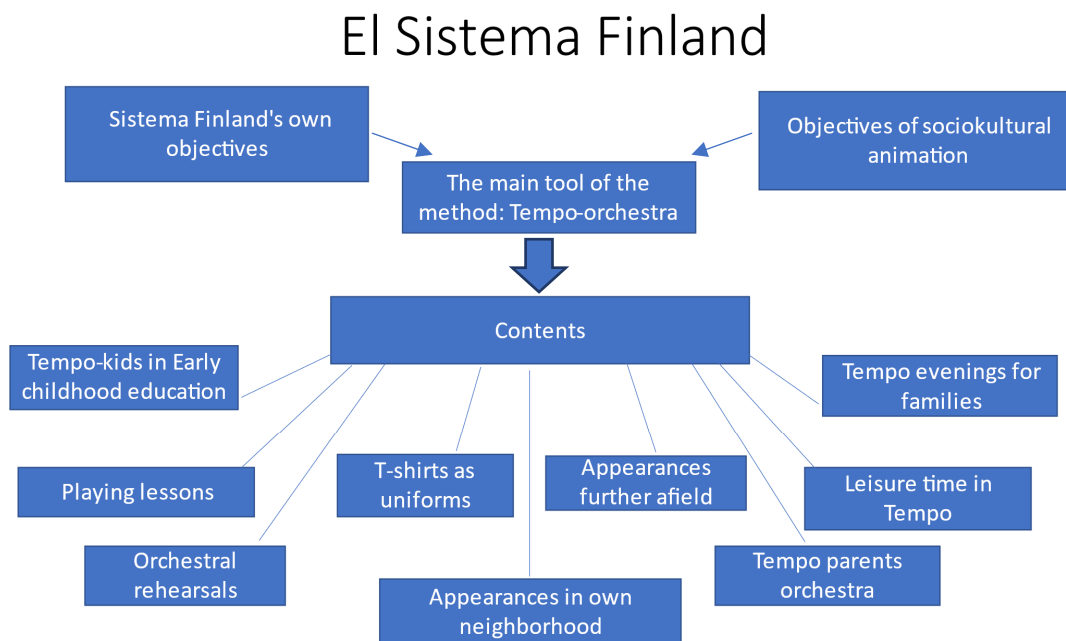 El Sistema Finland
Sistema Finland's own
objectives
Objectives of sociokultural
animation
The main tool of the
method: Tempo-orchestra
Contents
Tempo-kids in Early
childhood education
Tempo evenings for
families
Playing lessons
T-shirts as
uniforms
Appearances
further afield
Leisure time in
Tempo
Orchestral
rehearsals
Appearances in own
neighborhood
Tempo parents
orchestra